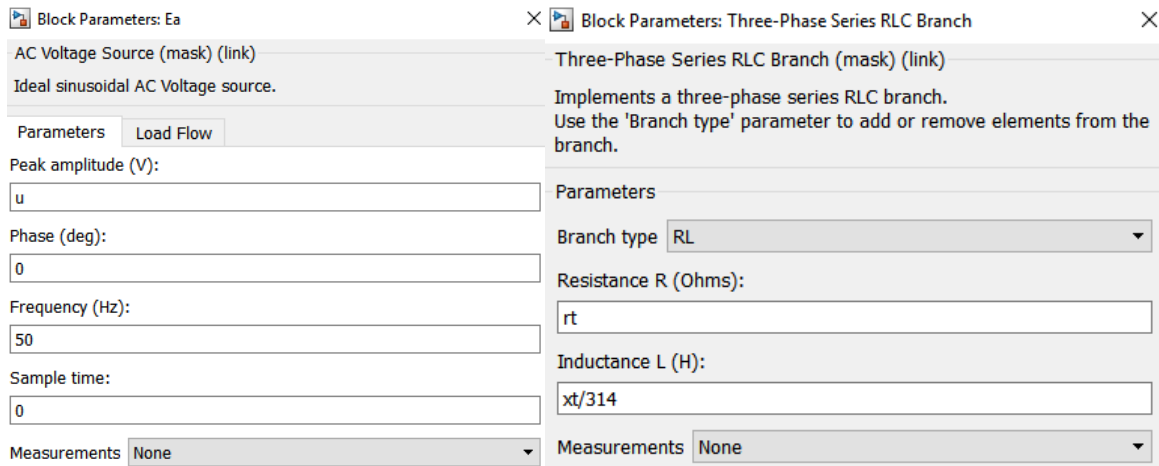 Block Parameters: Ea
AC Voltage Source (mask) (link)
Ideal sinusoidal AC Voltage source.
Parameters Load Flow
Peak amplitude (V):
u
Phase (deg):
0
Frequency (Hz):
50
Sample time:
0
Measurements None
Block Parameters: Three-Phase Series RLC Branch
Three-Phase Series RLC Branch (mask) (link)
Implements a three-phase series RLC branch.
Use the 'Branch type' parameter to add or remove elements from the
branch.
Parameters
Branch type RL
Resistance R (Ohms):
rt
Inductance L (H):
xt/314
Measurements None